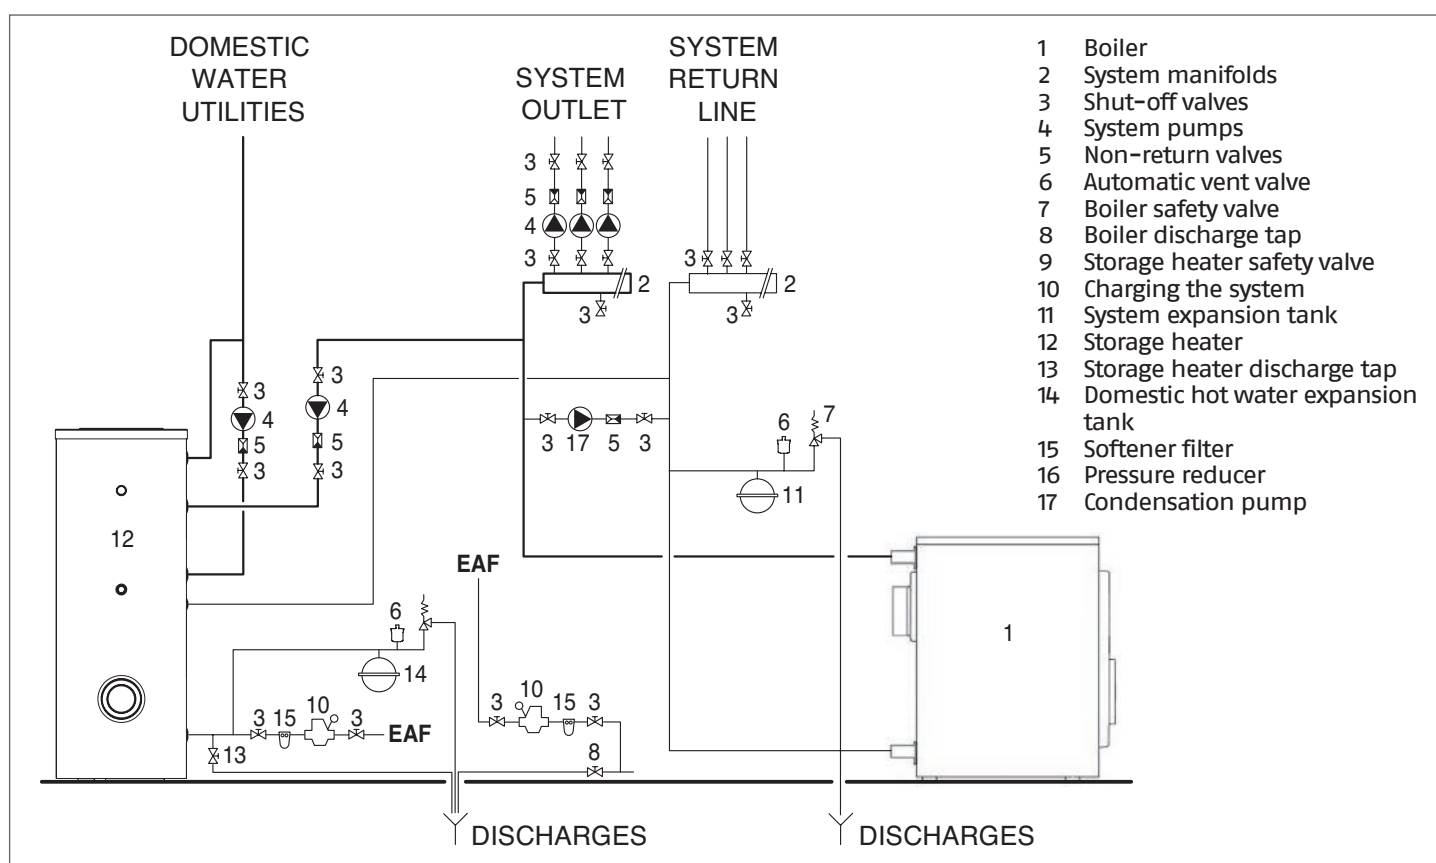 DOMESTIC
WATER
UTILITIES
SYSTEM
OUTLET
SYSTEM
RETURN
LINE
3
5
4
3
2
3
3
2
3
3
4
5
3
3
4
5
3
3
17
5
3
6
7
11
12
EAF
6
14
3
15
10
3
EAF
13
3
10
15
3
8
1
DISCHARGES
DISCHARGES
1 Boiler
2 System manifolds
3 Shut-off valves
4 System pumps
5 Non-return valves
6 Automatic vent valve
7 Boiler safety valve
8 Boiler discharge tap
9 Storage heater safety valve
10 Charging the system
11 System expansion tank
12 Storage heater
13 Storage heater discharge tap
14 Domestic hot water expansion
tank
15 Softener filter
16 Pressure reducer
17 Condensation pump